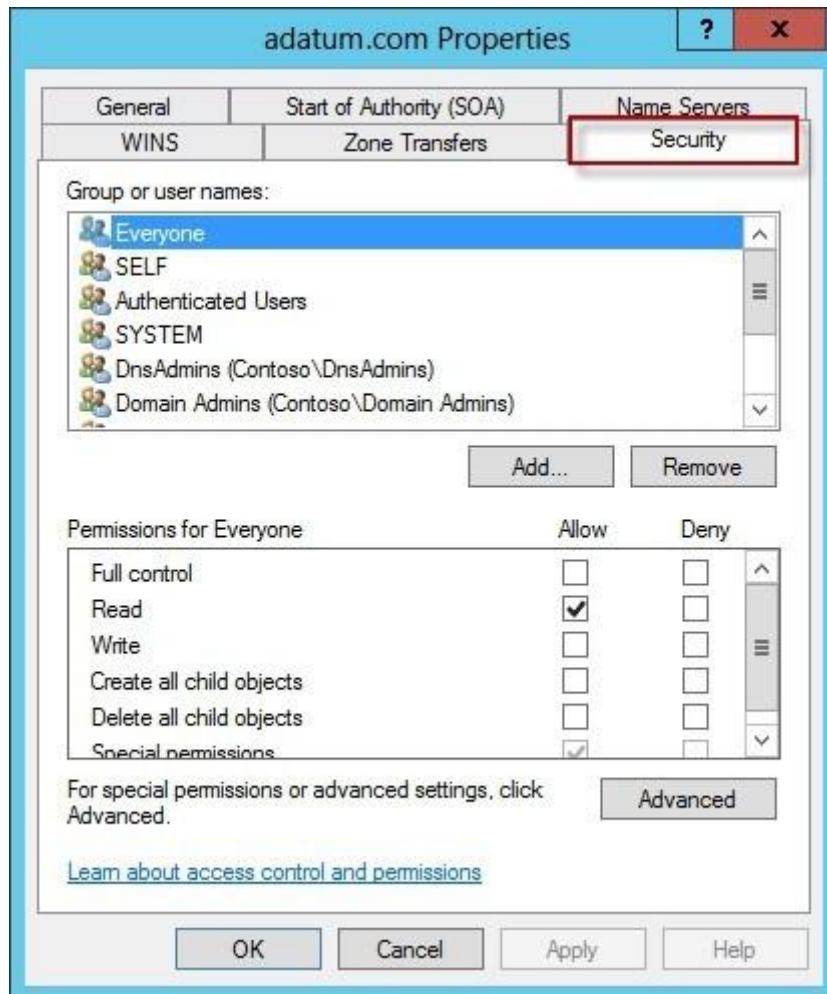 adatum.com Properties
?
x
General
Start of Authority (SOA)
Name Servers
WINS
Zone Transfers
Security
Group or user names:
Everyone
SELF
Authenticated Users
SYSTEM
DnsAdmins (Contoso\DnsAdmins)
Domain Admins (Contoso\Domain Admins)
Add...
Remove
Permissions for Everyone
Allow
Deny
Full control
Read
Write
Create all child objects
Delete all child objects
Special permissions
For special permissions or advanced settings, click
Advanced.
Advanced
Learn about access control and permissions
OK
Cancel
Apply
Help